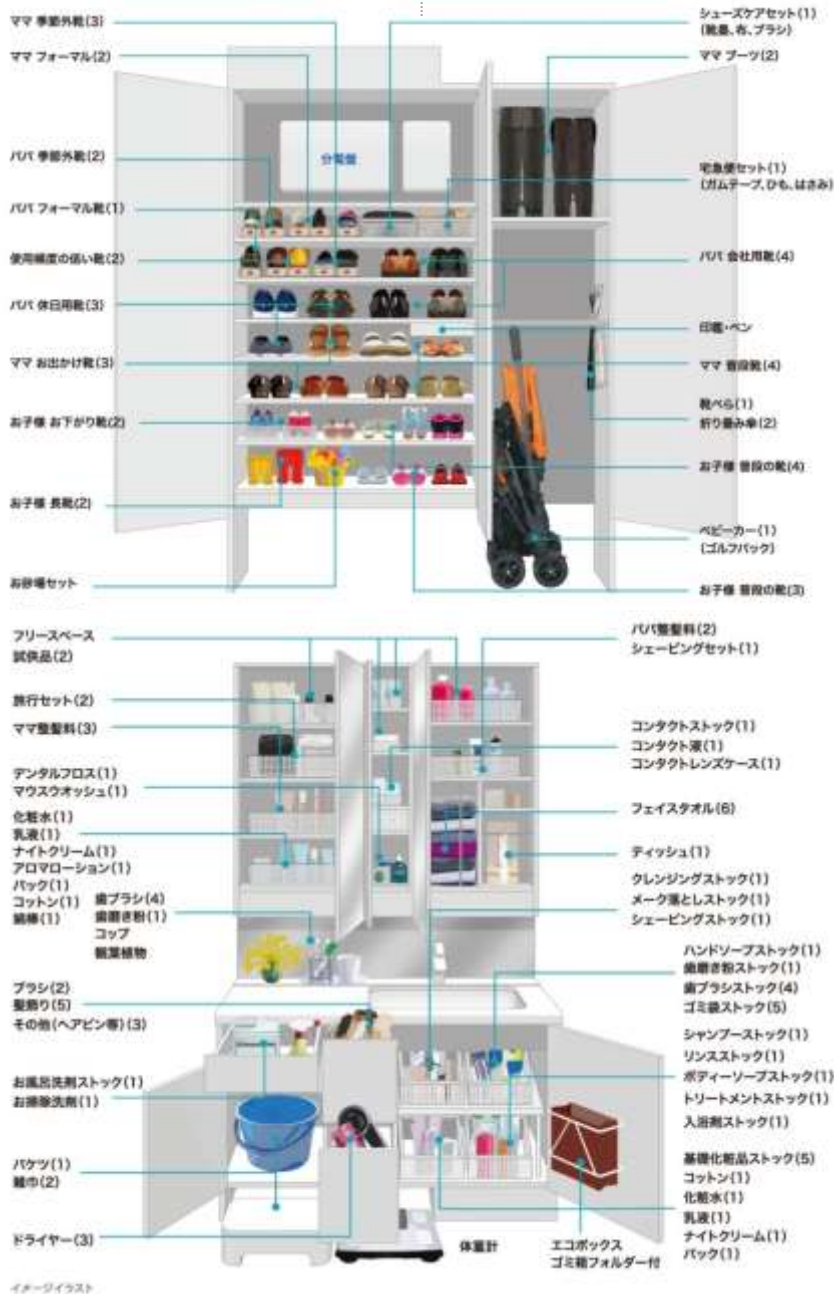 ママ 季節外靴(3)
ママ フォーマル(2)
パパ 季節外靴(2)
パパ フォーマル靴(1)
使用頻度の低い靴(2)
パパ 休日用靴(3)
ママ お出かけ靴(3)
お子様 お下がり靴(2)
お子様 長靴(2)
お砂場セット
分電盤
シューズケアセット(1)
(靴墨、布、ブラシ)
ママ ブーツ(2)
宅急便セット(1)
(ガムテープ、ひも、はさみ)
パパ 会社用靴(4)
印鑑・ペン
ママ 普段靴(4)
靴べら(1)
折り畳み傘(2)
お子様 普段の靴(4)
ベビーカー(1)
(ゴルフバック)
お子様 普段の靴(3)
フリースペース
試供品(2)
旅行セット(2)
ママ整髪料(3)
デンタルフロス(1)
マウスウオッシュ(1)
化粧水(1)
乳液(1)
ナイトクリーム(1)
アロマローション(1)
パック(1)
コットン(1)
綿棒(1)
歯ブラシ(4)
歯磨き粉(1)
コップ
観葉植物
ブラシ(2)
髪飾り(5)
その他(ヘアピン等)(3)
お風呂洗剤ストック(1)
お掃除洗剤(1)
バケツ(1)
雑巾(2)
ドライヤー(3)
パパ整髪料(2)
シェービングセット(1)
コンタクトストック(1)
コンタクト液(1)
コンタクトレンズケース(1)
フェイスタオル(6)
ティッシュ(1)
クレンジングストック(1)
メーク落としストック(1)
シェービングストック(1)
ハンドソープストック(1)
歯磨き粉ストック(1)
歯ブラシストック(4)
ゴミ袋ストック(5)
シャンプーストック(1)
リンスストック(1)
ボディーソープストック(1)
トリートメントストック(1)
入浴剤ストック(1)
基礎化粧品ストック(5)
コットン(1)
化粧水(1)
乳液(1)
ナイトクリーム(1)
パック(1)
体重計
エコボックス
ゴミ箱フォルダー付
イメージイラスト